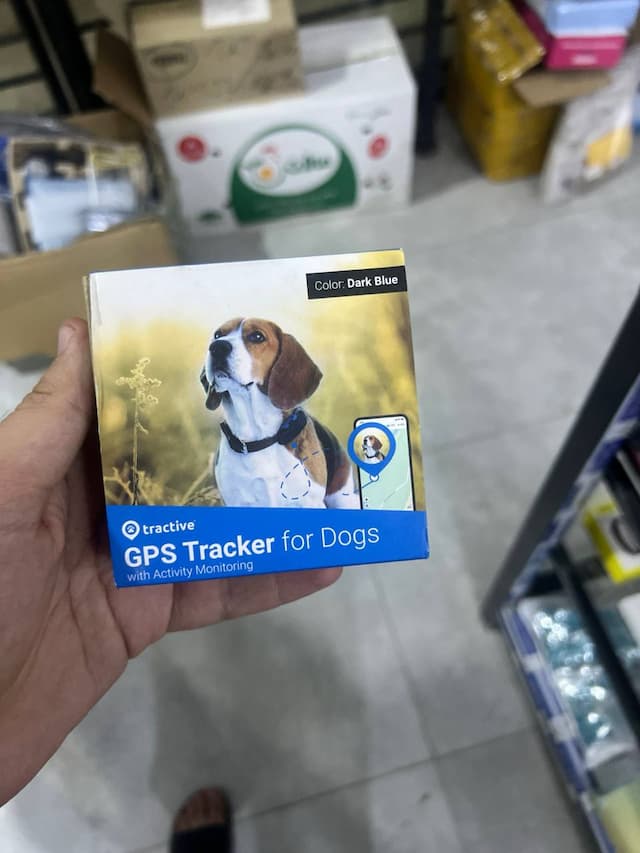 Color: Dark Blue
tractive
GPS Tracker for Dogs
with Activity Monitoring